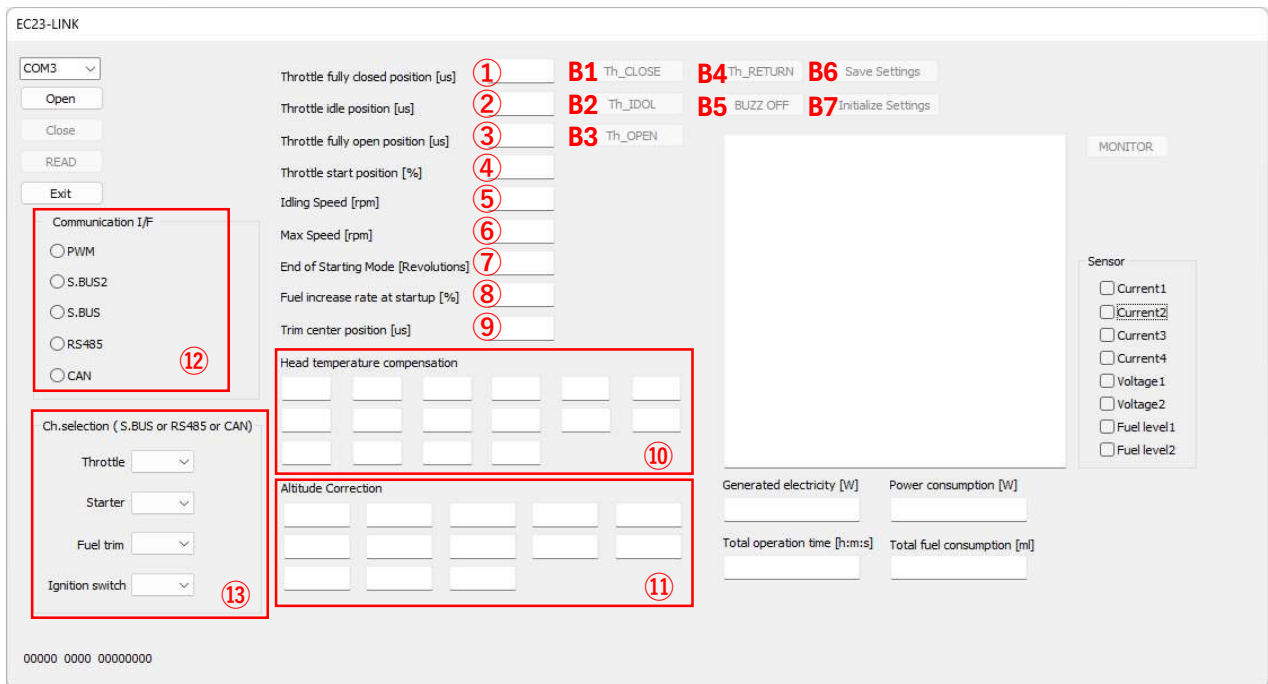 EC23-LINK
COM3
Open
Close
READ
Exit
Communication I/F
PWM
S.BUS2
S.BUS
RS485
CAN
⑫
Ch.selection ( S.BUS or RS485 or CAN)
Throttle
Starter
Fuel trim
Ignition switch
⑬
00000 0000 00000000
Throttle fully closed position [us] ①
Throttle idle position [us] ②
Throttle fully open position [us] ③
Throttle start position [%] ④
Idling Speed [rpm] ⑤
Max Speed [rpm] ⑥
End of Starting Mode [Revolutions] ⑦
Fuel increase rate at startup [%] ⑧
Trim center position [us] ⑨
Head temperature compensation
⑩
Altitude Correction
⑪
B1 Th_CLOSE
B2 Th_IDOL
B3 Th_OPEN
B4 Th_RETURN
B5 BUZZ OFF
B6 Save Settings
B7 Initialize Settings
MONITOR
Sensor
Current1
Current2
Current3
Current4
Voltage1
Voltage2
Fuel level1
Fuel level2
Generated electricity [W]
Power consumption [W]
Total operation time [h:m:s]
Total fuel consumption [ml]